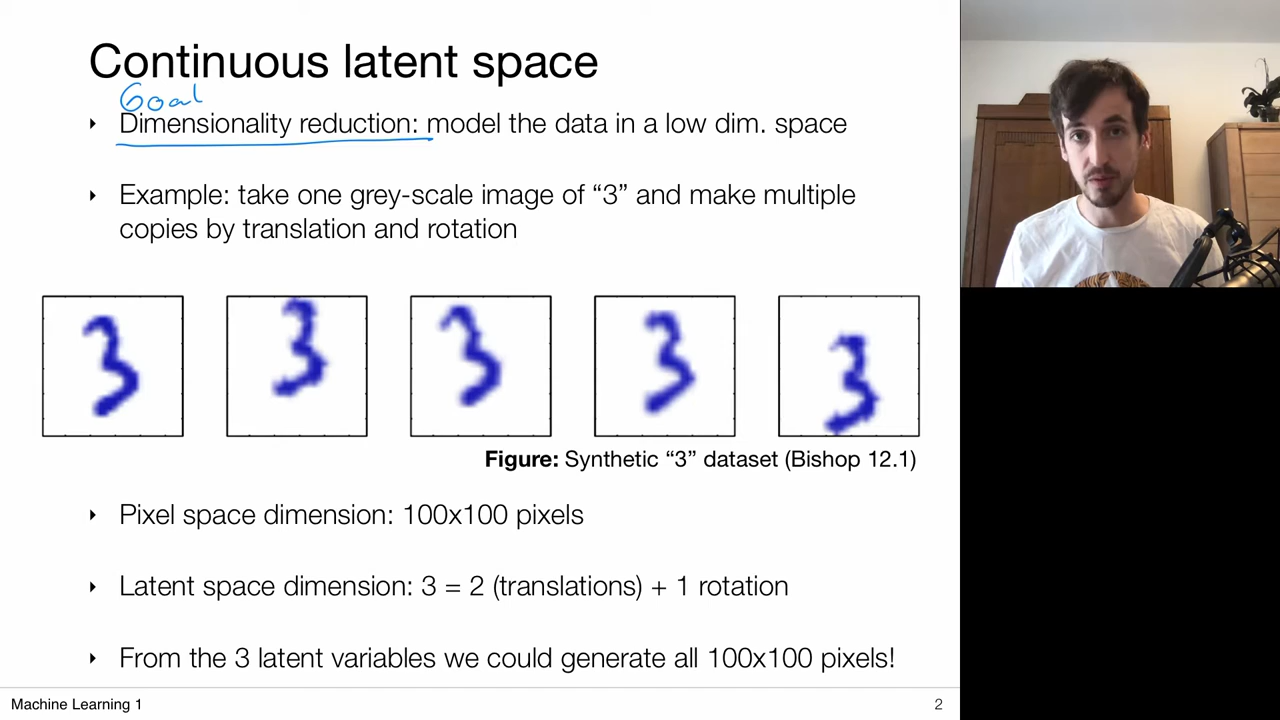 Continuous latent space
Goal
‣ Dimensionality reduction: model the data in a low dim. space
‣ Example: take one grey-scale image of “3” and make multiple
copies by translation and rotation
3 3 3 3 3
Figure: Synthetic “3” dataset (Bishop 12.1)
‣ Pixel space dimension: 100x100 pixels
‣ Latent space dimension: 3 = 2 (translations) + 1 rotation
‣ From the 3 latent variables we could generate all 100x100 pixels!
Machine Learning 1 2